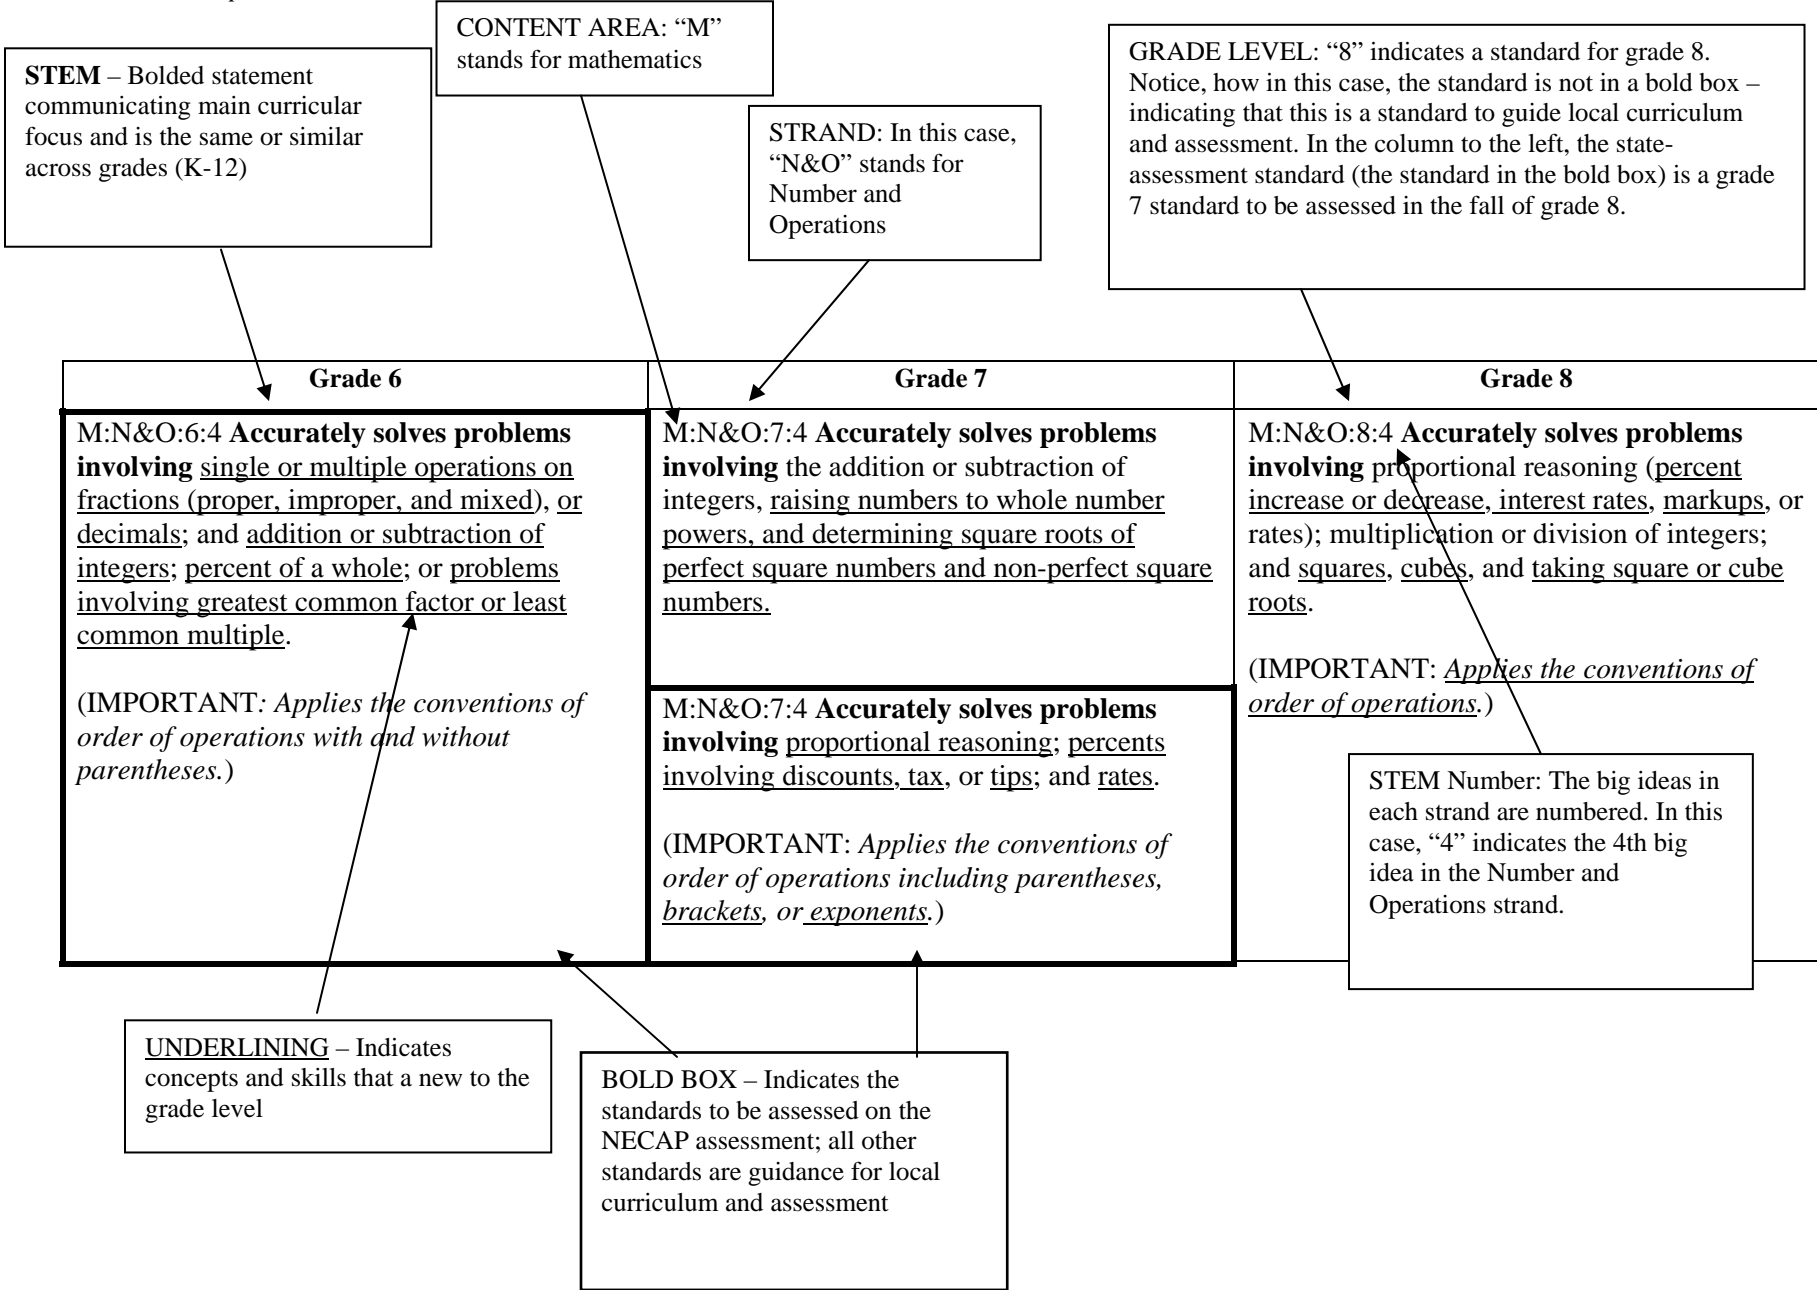 CONTENT AREA: “M”
stands for mathematics
STEM – Bolded statement
communicating main curricular
focus and is the same or similar
across grades (K-12)
STRAND: In this case,
“N&O” stands for
Number and
Operations
GRADE LEVEL: “8” indicates a standard for grade 8.
Notice, how in this case, the standard is not in a bold box –
indicating that this is a standard to guide local curriculum
and assessment. In the column to the left, the state-
assessment standard (the standard in the bold box) is a grade
7 standard to be assessed in the fall of grade 8.
Grade 6
M:N&O:6:4 Accurately solves problems
involving single or multiple operations on
fractions (proper, improper, and mixed), or
decimals; and addition or subtraction of
integers; percent of a whole; or problems
involving greatest common factor or least
common multiple.
(IMPORTANT: Applies the conventions of
order of operations with and without
parentheses.)
Grade 7
M:N&O:7:4 Accurately solves problems
involving the addition or subtraction of
integers, raising numbers to whole number
powers, and determining square roots of
perfect square numbers and non-perfect square
numbers.
M:N&O:7:4 Accurately solves problems
involving proportional reasoning; percents
involving discounts, tax, or tips; and rates.
(IMPORTANT: Applies the conventions of
order of operations including parentheses,
brackets, or exponents.)
Grade 8
M:N&O:8:4 Accurately solves problems
involving proportional reasoning (percent
increase or decrease, interest rates, markups, or
rates); multiplication or division of integers;
and squares, cubes, and taking square or cube
roots.
(IMPORTANT: Applies the conventions of
order of operations.)
STEM Number: The big ideas in
each strand are numbered. In this
case, “4” indicates the 4th big
idea in the Number and
Operations strand.
UNDERLINING – Indicates
concepts and skills that a new to the
grade level
BOLD BOX – Indicates the
standards to be assessed on the
NECAP assessment; all other
standards are guidance for local
curriculum and assessment